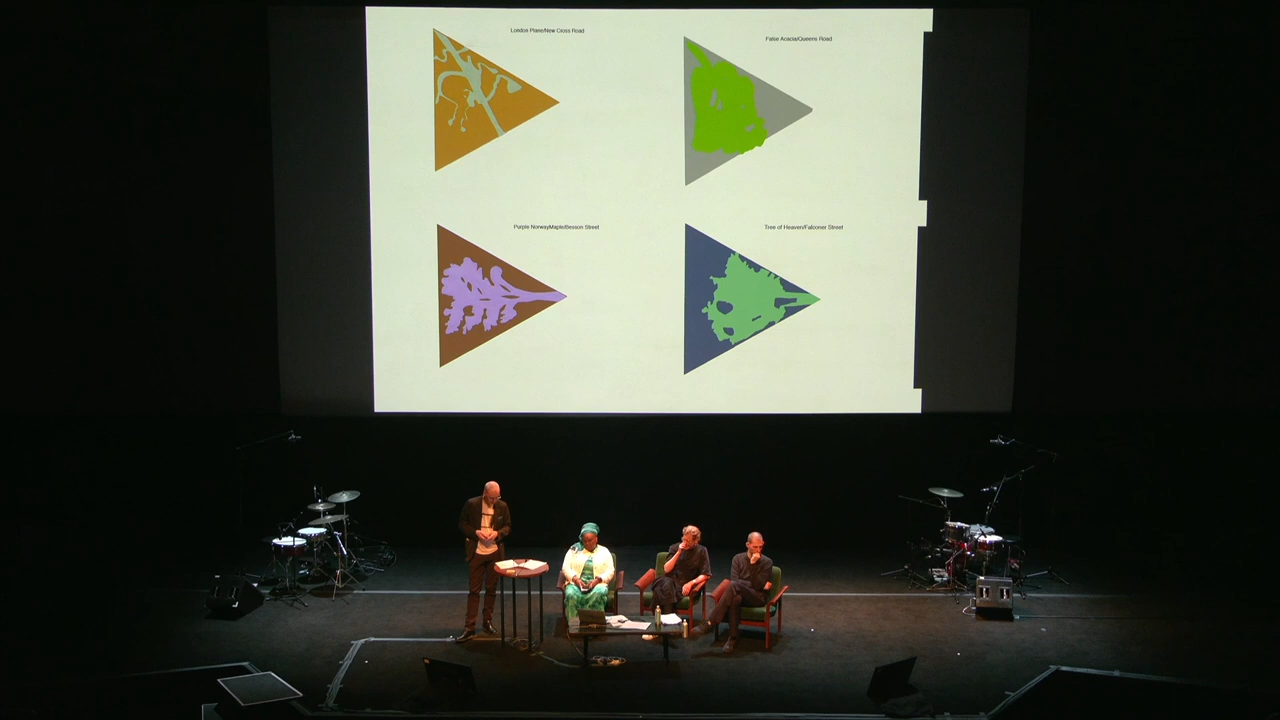 London Plane/New Cross Road
False Acacia/Queens Road
Purple NorwayMaple/Besson Street
Tree of Heaven/Falconer Street